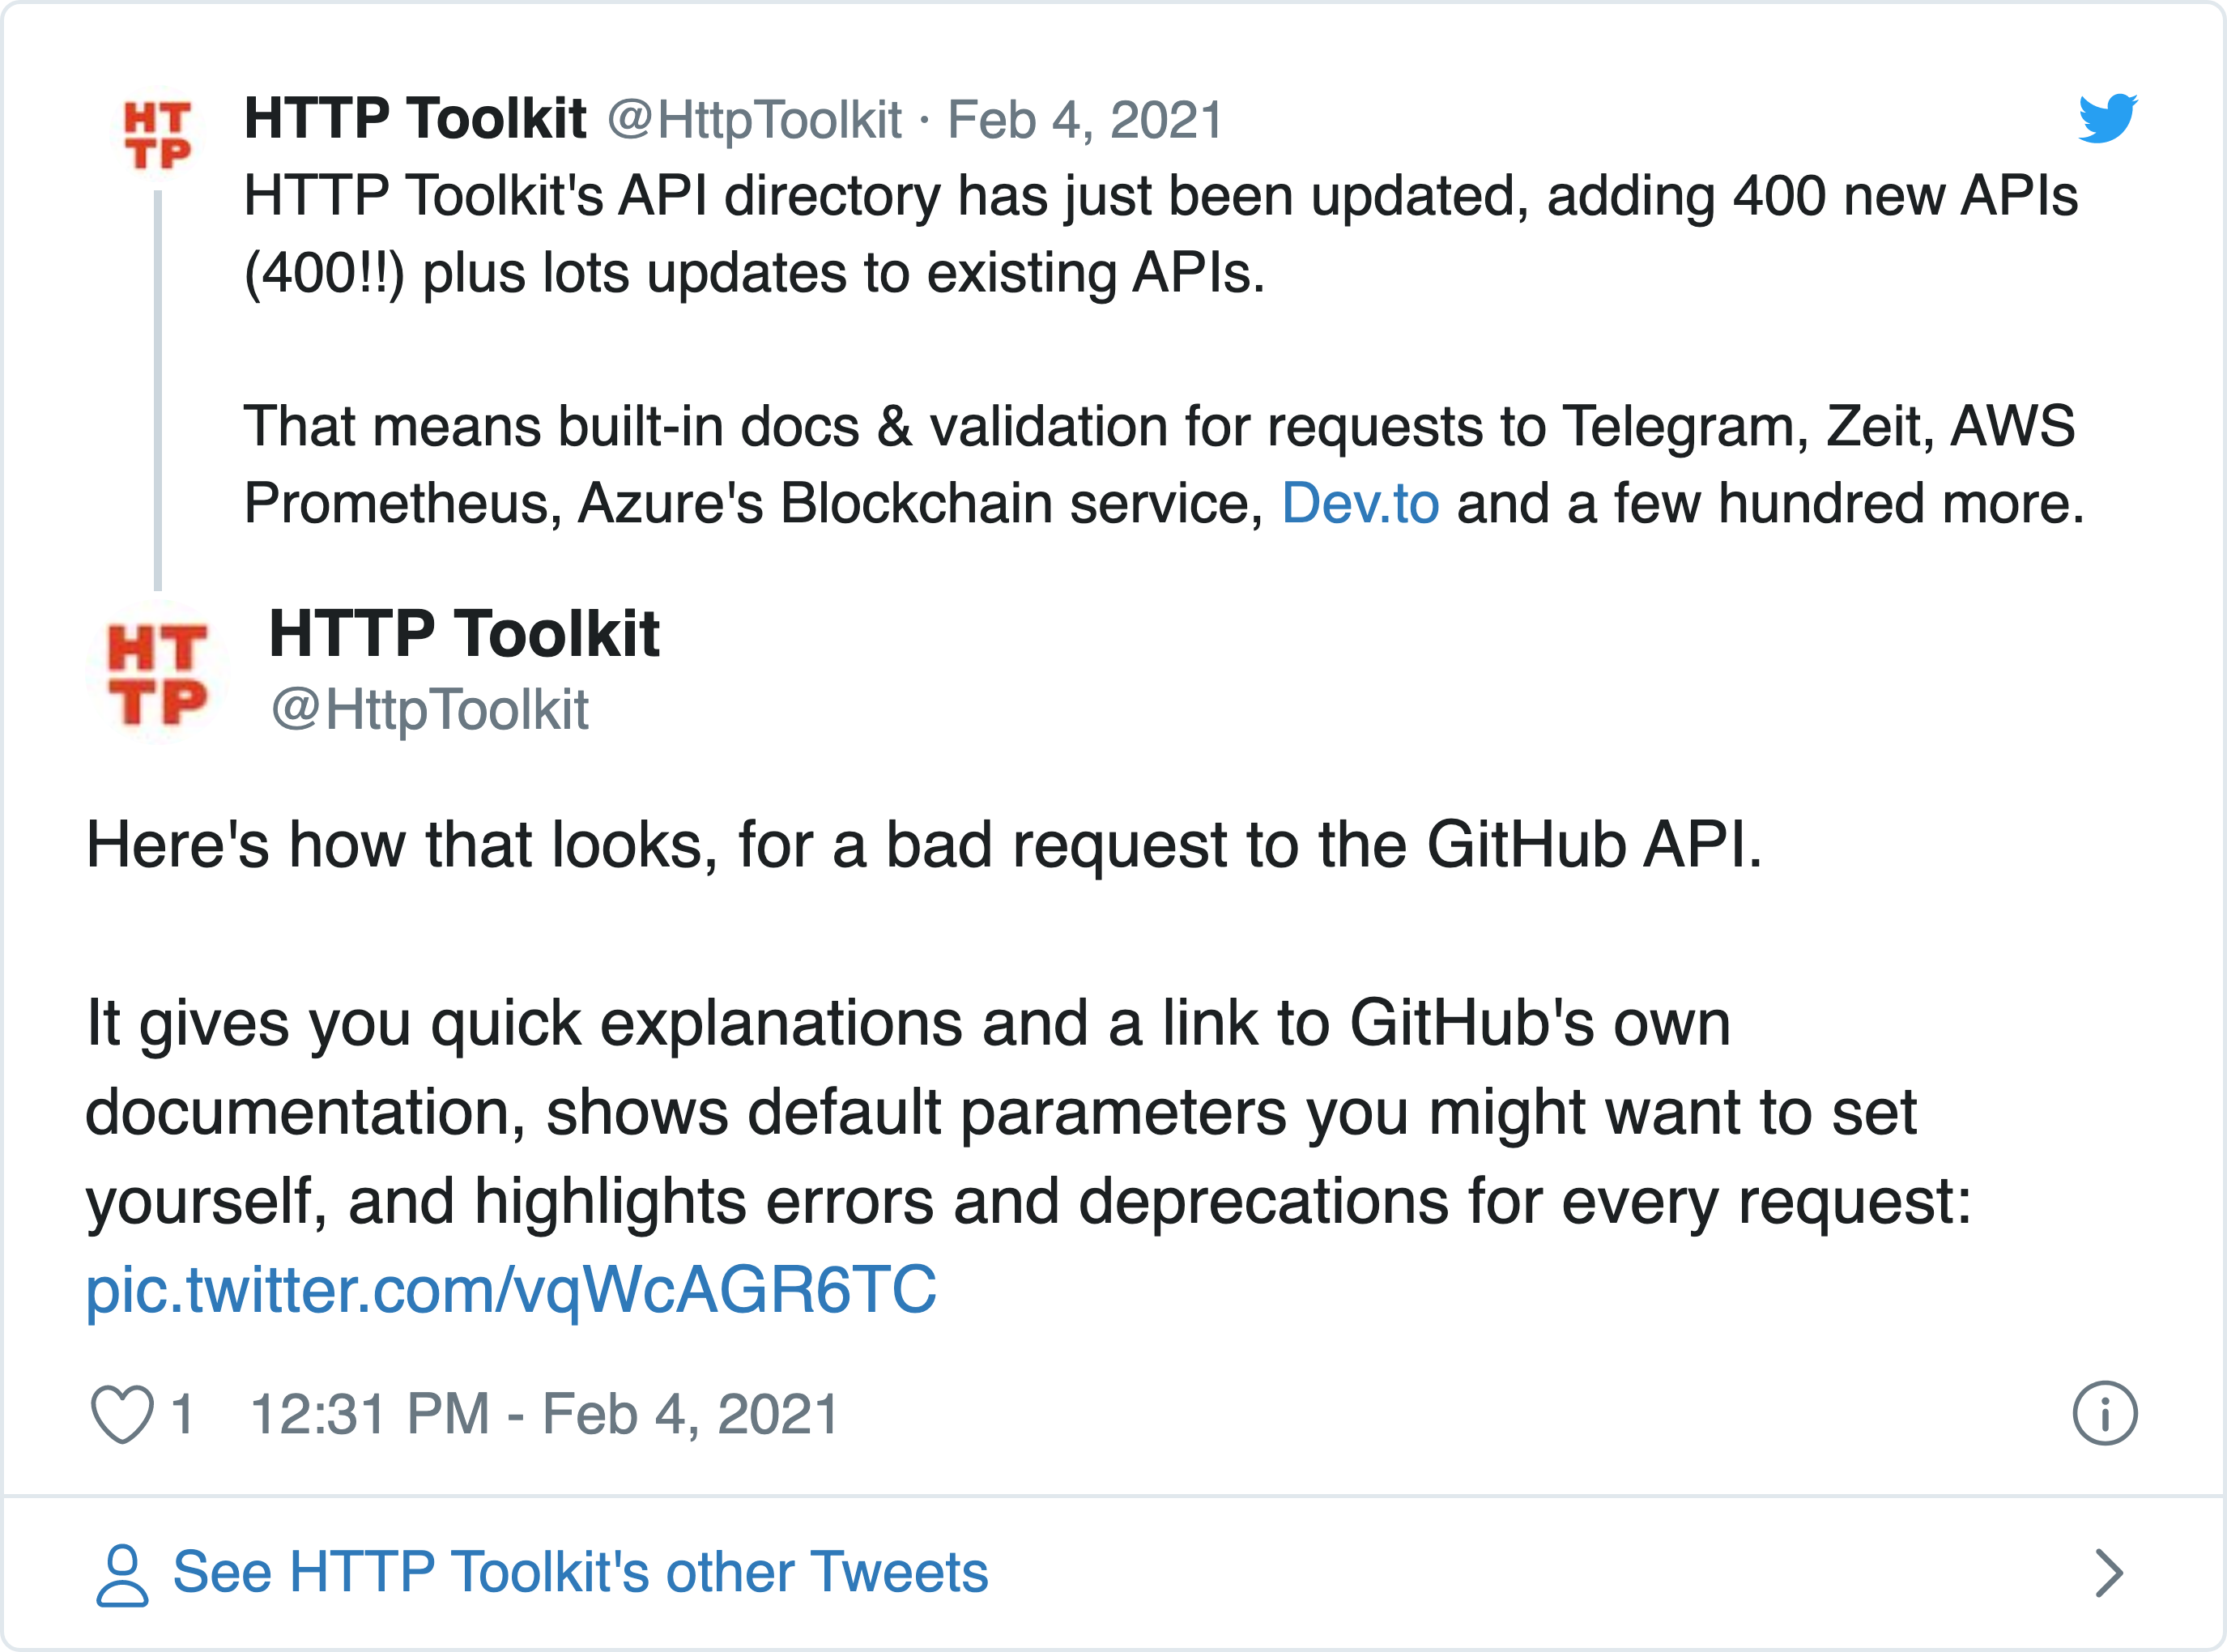 HT
TP
HTTP Toolkit @HttpToolkit · Feb 4, 2021
HTTP Toolkit's API directory has just been updated, adding 400 new APIs
(400!!) plus lots updates to existing APIs.
That means built-in docs & validation for requests to Telegram, Zeit, AWS
Prometheus, Azure's Blockchain service, Dev.to and a few hundred more.
HT
TP
HTTP Toolkit
@HttpToolkit
Here's how that looks, for a bad request to the GitHub API.
It gives you quick explanations and a link to GitHub's own
documentation, shows default parameters you might want to set
yourself, and highlights errors and deprecations for every request:
pic.twitter.com/vqWcAGR6TC
1 12:31 PM - Feb 4, 2021
See HTTP Toolkit's other Tweets